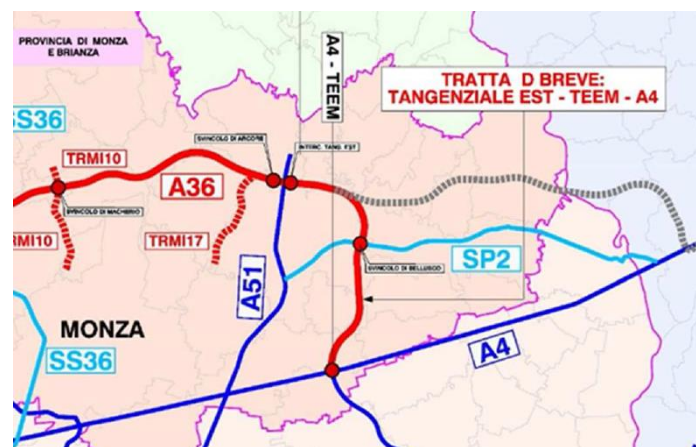 PROVINCIA DI MONZA
E BRIANZA
A4 - TEEM
TRATTA D BREVE:
TANGENZIALE EST - TEEM - A4
SS36
SVINCOLO DI ARCORE
INTERC. TANG. EST
TRMI10
A36
SVINCOLO DI MACHERIO
RMI10
TRMI17
SP2
SVINCOLO DI BELLUSCO
A51
MONZA
SS36
A4